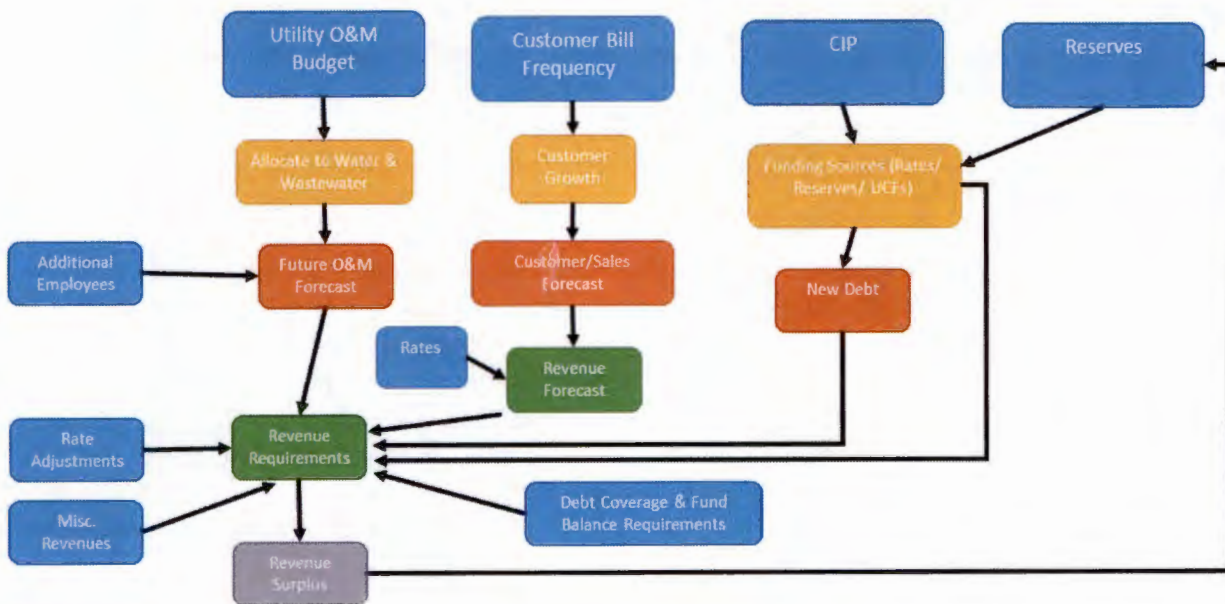 Utility O&M
Budget
Customer Bill
Frequency
CIP
Reserves
Allocate to Water &
Wastewater
Customer
Growth
Funding Sources (Rates/
Reserves/ UCFs)
Additional
Employees
Future O&M
Forecast
Customer/Sales
Forecast
New Debt
Rates
Revenue
Forecast
Rate
Adjustments
Revenue
Requirements
Misc.
Revenues
Debt Coverage & Fund
Balance Requirements
Revenue
Surplus